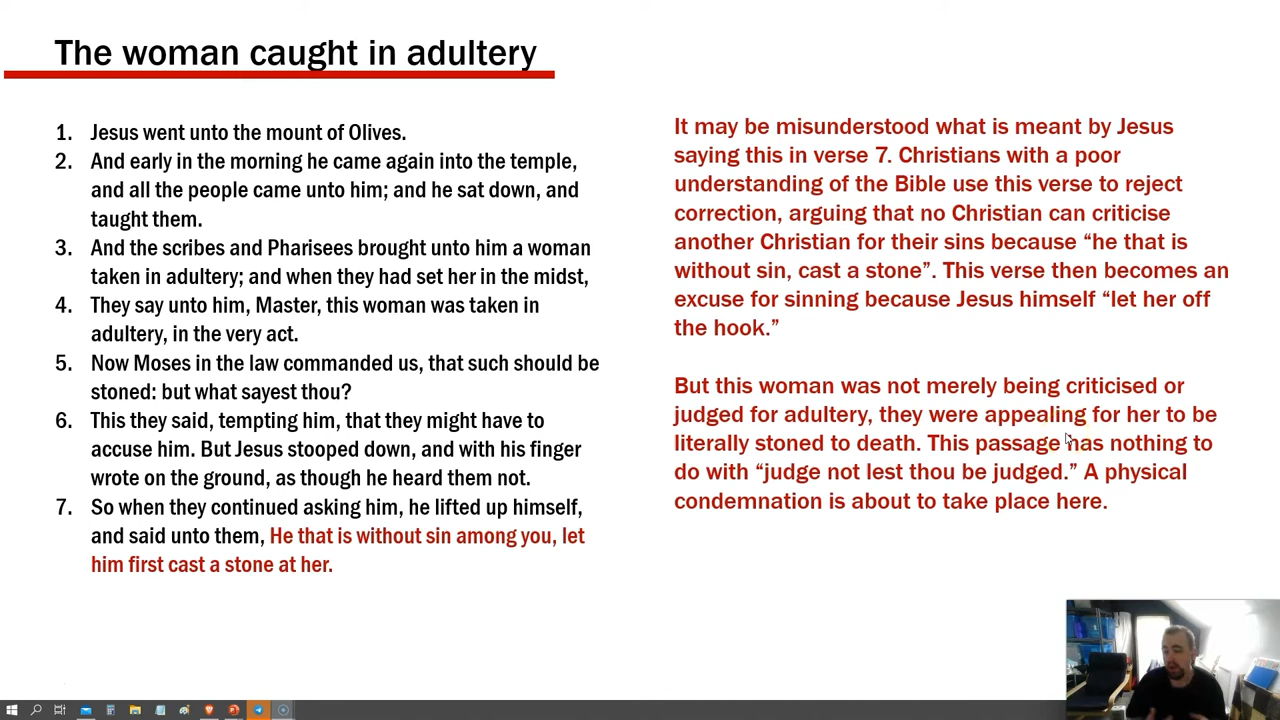 The woman caught in adultery
1. Jesus went unto the mount of Olives.
2. And early in the morning he came again into the temple,
and all the people came unto him; and he sat down, and
taught them.
3. And the scribes and Pharisees brought unto him a woman
taken in adultery; and when they had set her in the midst,
4. They say unto him, Master, this woman was taken in
adultery, in the very act.
5. Now Moses in the law commanded us, that such should be
stoned: but what sayest thou?
6. This they said, tempting him, that they might have to
accuse him. But Jesus stooped down, and with his finger
wrote on the ground, as though he heard them not.
7. So when they continued asking him, he lifted up himself,
and said unto them, He that is without sin among you, let
him first cast a stone at her.
It may be misunderstood what is meant by Jesus
saying this in verse 7. Christians with a poor
understanding of the Bible use this verse to reject
correction, arguing that no Christian can criticise
another Christian for their sins because “he that is
without sin, cast a stone”. This verse then becomes an
excuse for sinning because Jesus himself “let her off
the hook.”
But this woman was not merely being criticised or
judged for adultery, they were appealing for her to be
literally stoned to death. This passage has nothing to
do with “judge not lest thou be judged.” A physical
condemnation is about to take place here.